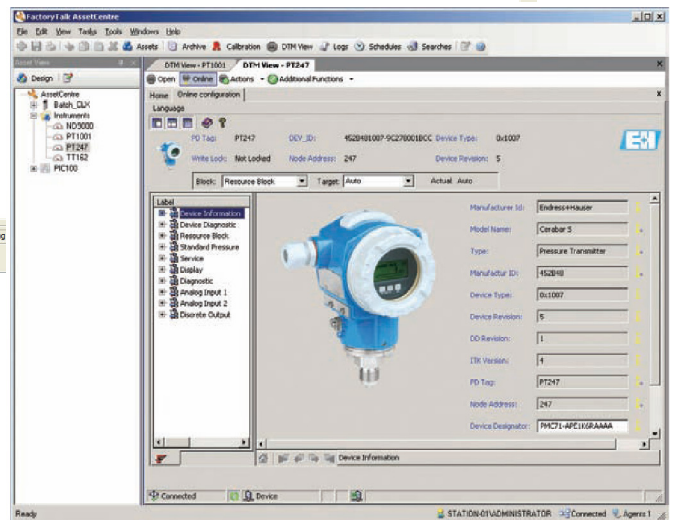 FactoryTalk AssetCentre
File Edit View Tasks Tools Windows Help
Assets Archive Calibration DTM View Logs Schedules Searches
Asset View
Design
AssetCentre
Batch_CLX
Instruments
ND9000
PT1001
PT247
TT162
PIC100
DTM View - PT1001 DTM View - PT247
Open Online Actions Additional Functions
Home Online configuration
Language
PD Tag: PT247 DEV_ID: 452B481007-9C27B001BCC Device Type: 0x1007
Write Lock: Not Locked Node Address: 247 Device Revision: 5
Block: Resource Block Target: Auto Actual: Auto
E+H
Label
Device Information
Device Diagnostic
Resource Block
Standard Pressure
Service
Display
Diagnostic
Analog Input 1
Analog Input 2
Discrete Output
Manufacturer Id: Endress+Hauser
Model Name: Cerabar S
Type: Pressure Transmitter
Manufactur ID: 452B48
Device Type: 0x1007
Device Revision: 5
DD Revision: 1
ITK Version: 4
PD Tag: PT247
Node Address: 247
Device Designator: PMC71-APE1K6RAAAA
Device Information
Connected Device
Ready STATION-01\ADMINISTRATOR Connected Agents 1